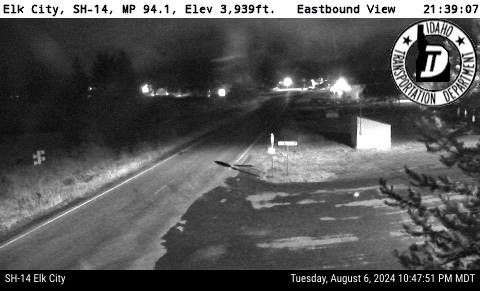 Elk City, SH-14, MP 94.1, Elev 3,939ft. Eastbound View 21:39:07
IDAHO
TRANSPORTATION DEPARTMENT
SH-14 Elk City Tuesday, August 6, 2024 10:47:51 PM MDT